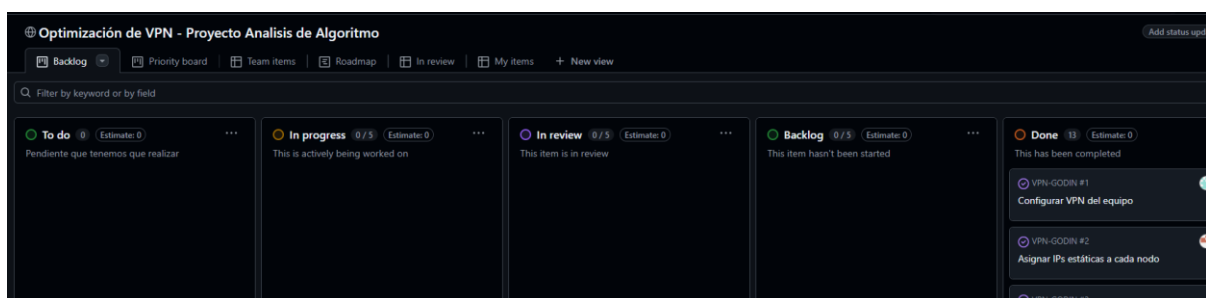 Optimización de VPN - Proyecto Analisis de Algoritmo
Add status upd
Backlog
Priority board
Team items
Roadmap
In review
My items
+ New view
Filter by keyword or by field
To do 0 Estimate: 0 ...
Pendiente que tenemos que realizar
In progress 0 / 5 Estimate: 0 ...
This is actively being worked on
In review 0 / 5 Estimate: 0 ...
This item is in review
Backlog 0 / 5 Estimate: 0 ...
This item hasn't been started
Done 13 Estimate: 0
This has been completed
VPN-GODIN #1
Configurar VPN del equipo
VPN-GODIN #2
Asignar IPs estáticas a cada nodo